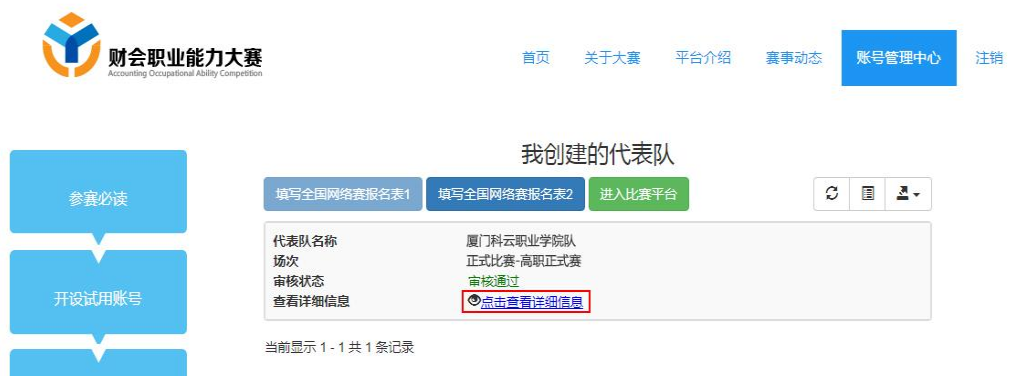 财会职业能力大赛
Accounting Occupational Ability Competition
首页 关于大赛 平台介绍 赛事动态 账号管理中心 注销
我创建的代表队
参赛必读
开设试用账号
填写全国网络赛报名表1 填写全国网络赛报名表2 进入比赛平台
代表队名称 厦门科云职业学院队
场次 正式比赛-高职正式赛
审核状态 审核通过
查看详细信息 点击查看详细信息
当前显示 1 - 1 共 1 条记录